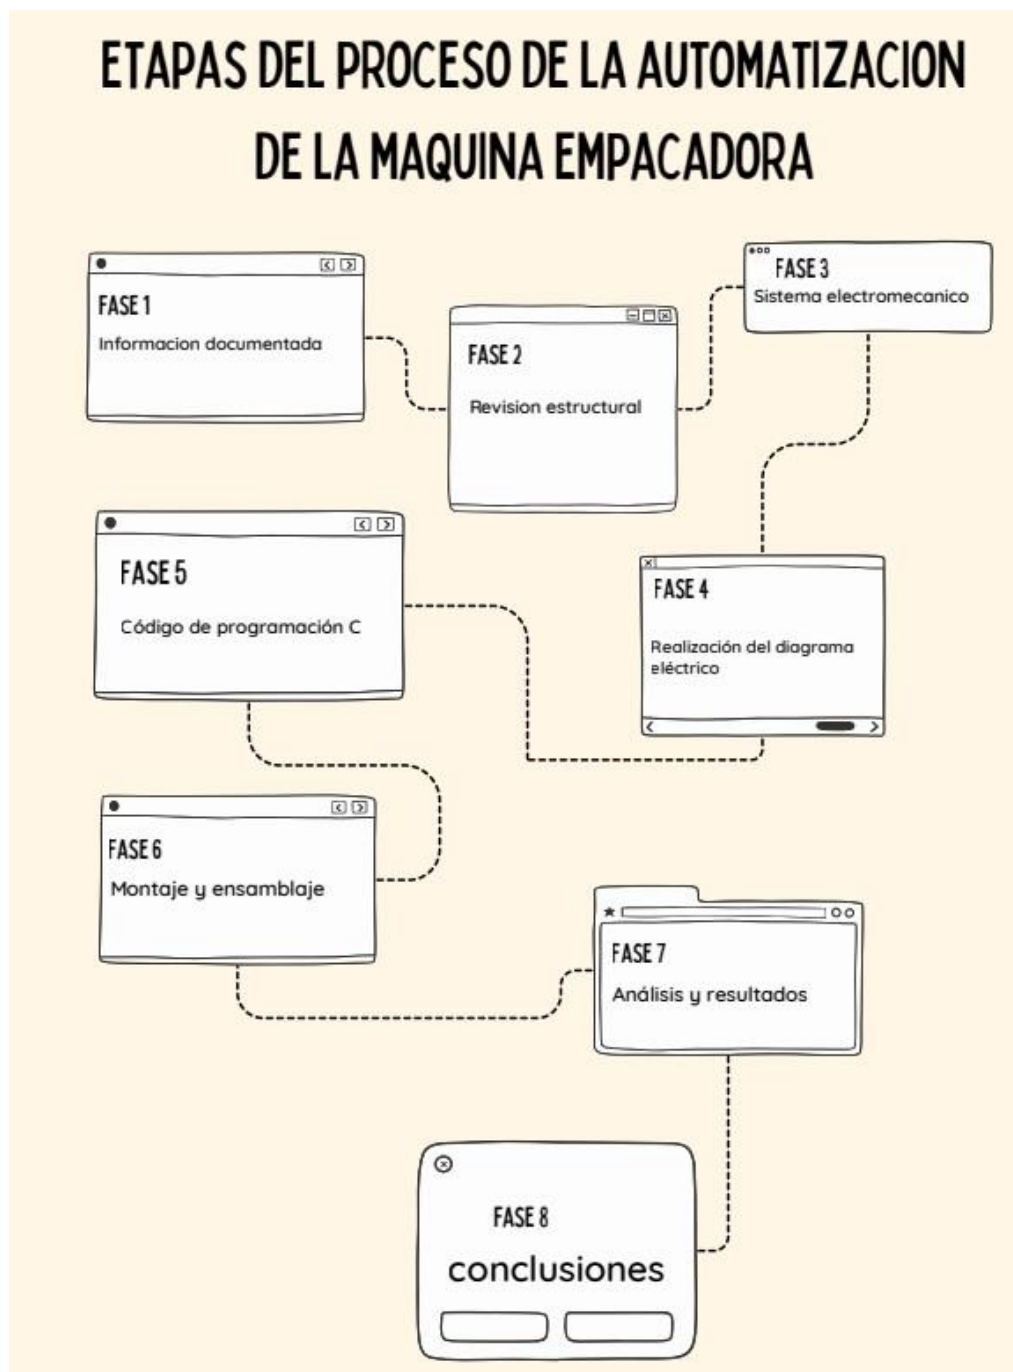 ETAPAS DEL PROCESO DE LA AUTOMATIZACION
DE LA MAQUINA EMPACADORA
FASE 1
Informacion documentada
FASE 2
Revision estructural
FASE 3
Sistema electromecanico
FASE 4
Realización del diagrama
eléctrico
FASE 5
Código de programación C
FASE 6
Montaje y ensamblaje
FASE 7
Análisis y resultados
FASE 8
conclusiones